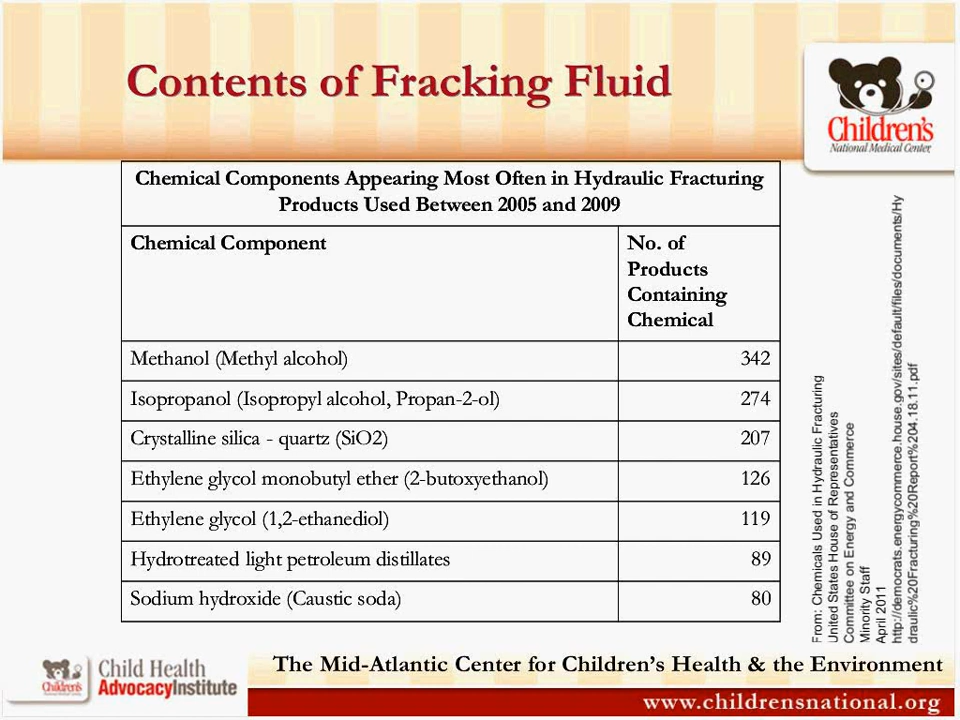 Contents of Fracking Fluid
Children's
National Medical Center
Chemical Components Appearing Most Often in Hydraulic Fracturing
Products Used Between 2005 and 2009
Chemical Component
No. of
Products
Containing
Chemical
Methanol (Methyl alcohol) 342
Isopropanol (Isopropyl alcohol, Propan-2-ol) 274
Crystalline silica - quartz (SiO2) 207
Ethylene glycol monobutyl ether (2-butoxyethanol) 126
Ethylene glycol (1,2-ethanediol) 119
Hydrotreated light petroleum distillates 89
Sodium hydroxide (Caustic soda) 80
From: Chemicals Used in Hydraulic Fracturing
United States House of Representatives
Committee on Energy and Commerce
Minority Staff
April 2011
http://democrats.energycommerce.house.gov/sites/default/files/documents/Hy
draulic%20Fracturing%20Report%204.18.11.pdf
Children's
Child Health
AdvocacyInstitute
The Mid-Atlantic Center for Children's Health & the Environment
www.childrensnational.org